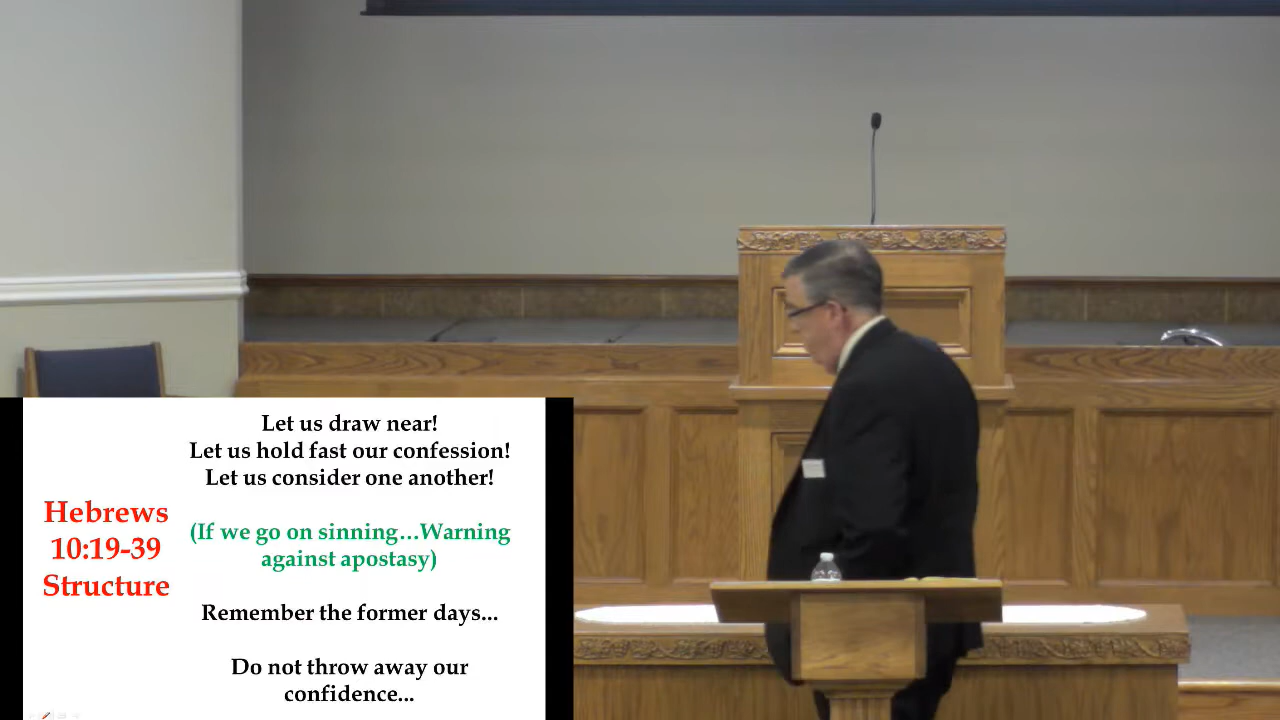 Let us draw near!
Let us hold fast our confession!
Let us consider one another!
Hebrews
10:19-39
Structure
(If we go on sinning...Warning
against apostasy)
Remember the former days...
Do not throw away our
confidence...